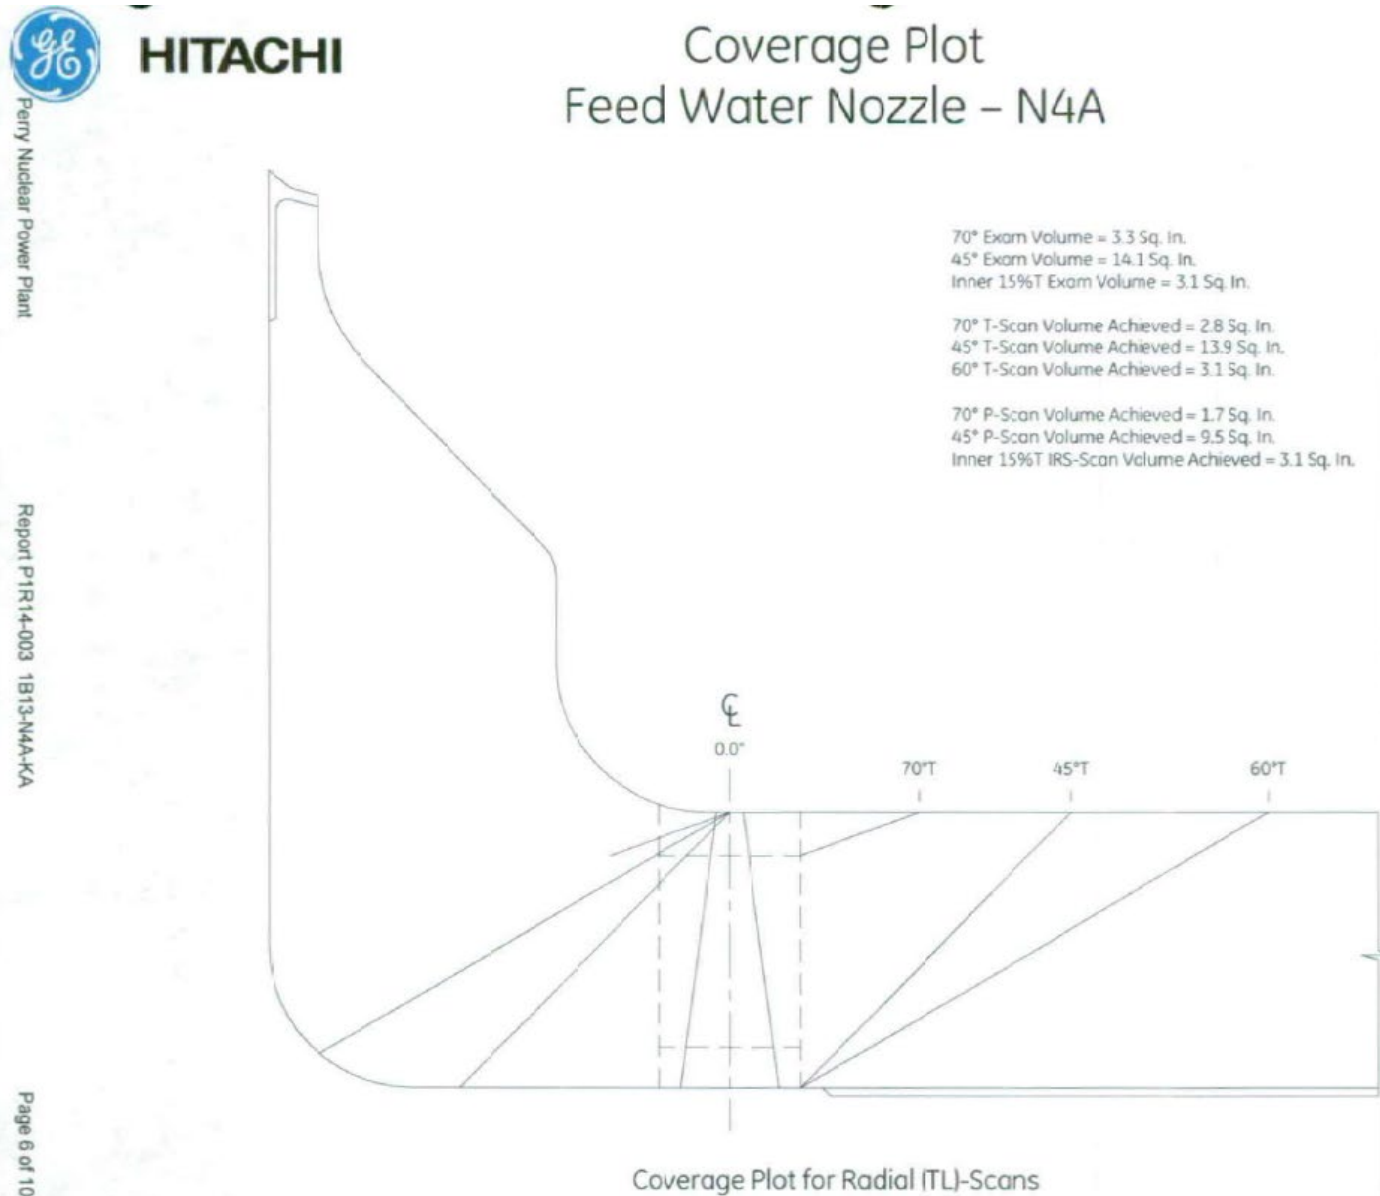 GE
HITACHI
Coverage Plot
Feed Water Nozzle – N4A
Perry Nuclear Power Plant
Report P1R14-003 1B13-N4A-KA
Page 6 of 10
70° Exam Volume = 3.3 Sq. In.
45° Exam Volume = 14.1 Sq. In.
Inner 15%T Exam Volume = 3.1 Sq. In.
70° T-Scan Volume Achieved = 2.8 Sq. In.
45° T-Scan Volume Achieved = 13.9 Sq. In.
60° T-Scan Volume Achieved = 3.1 Sq. In.
70° P-Scan Volume Achieved = 1.7 Sq. In.
45° P-Scan Volume Achieved = 9.5 Sq. In.
Inner 15%T IRS-Scan Volume Achieved = 3.1 Sq. In.
℄
0.0"
70°T
45°T
60°T
Coverage Plot for Radial (TL)-Scans